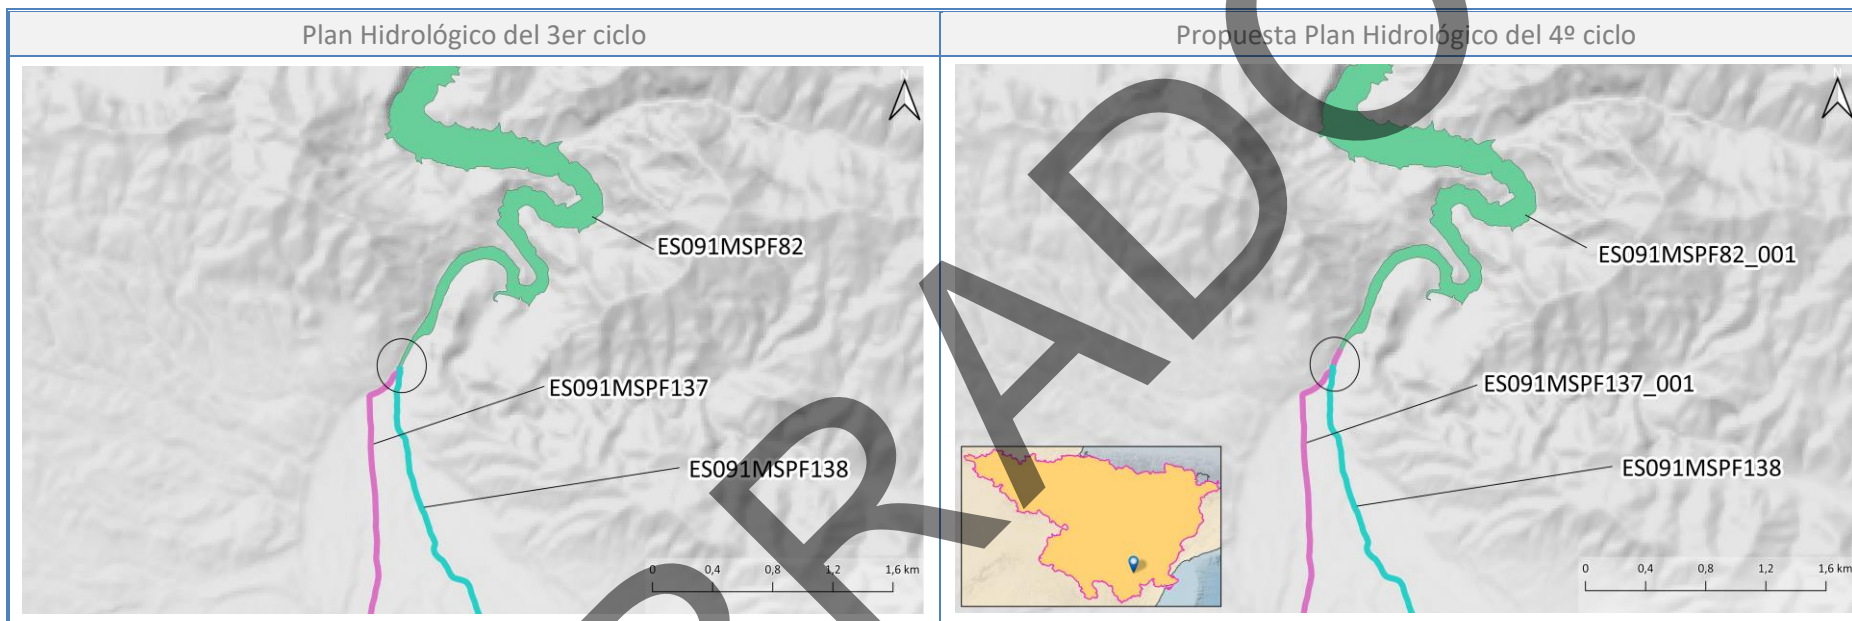 Plan Hidrológico del 3er ciclo
Propuesta Plan Hidrológico del 4º ciclo
ES091MSPF82
ES091MSPF137
ES091MSPF138
0 0,4 0,8 1,2 1,6 km
N
ES091MSPF82_001
ES091MSPF137_001
ES091MSPF138
0 0,4 0,8 1,2 1,6 km
RRADO